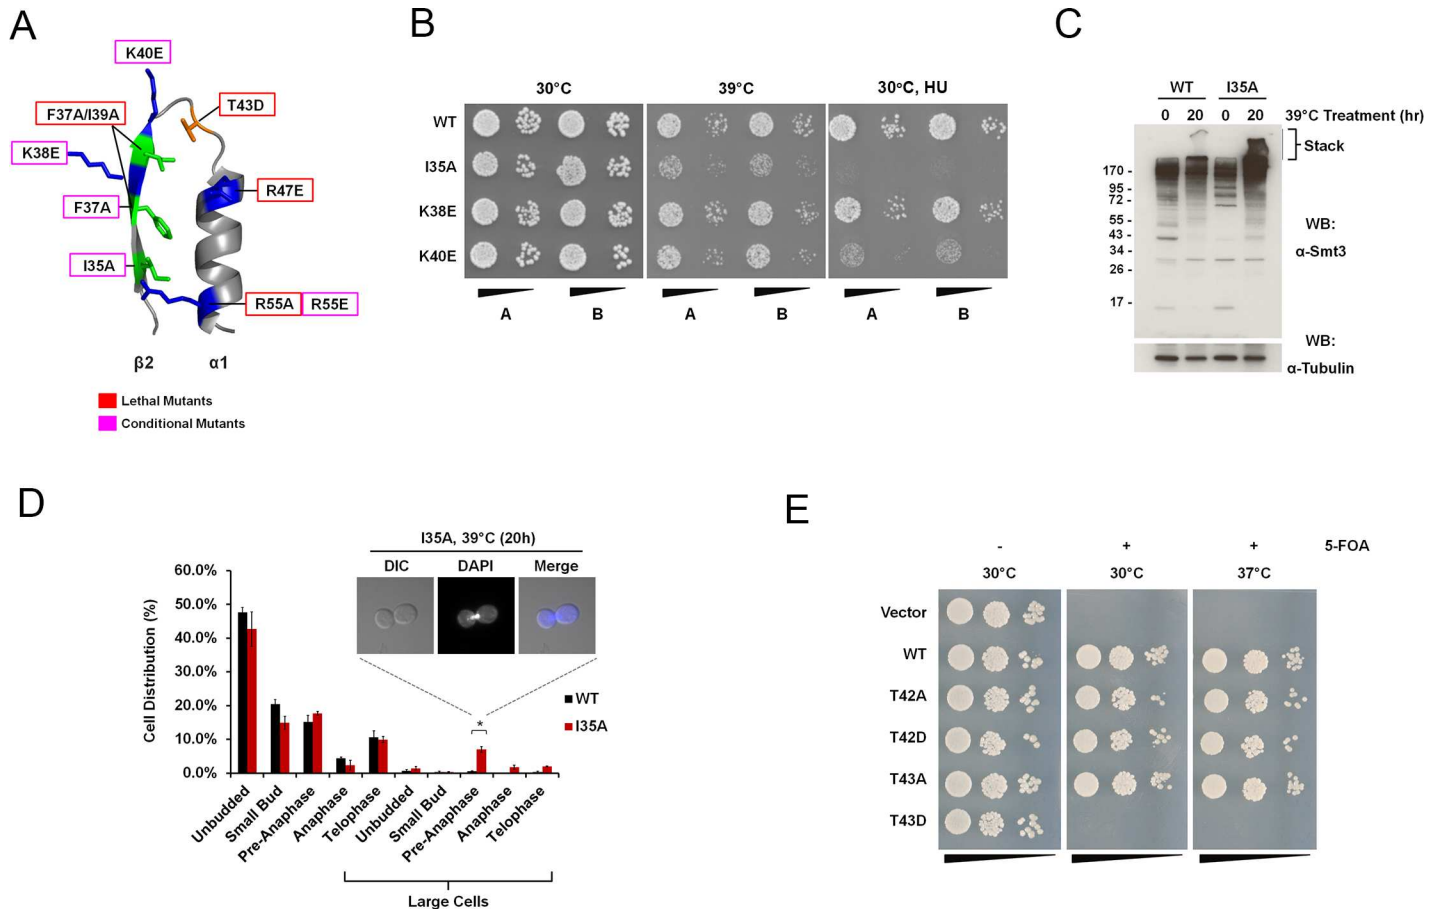 A
K40E
T43D
F37A/I39A
K38E
R47E
F37A
I35A
R55A
R55E
β2
α1
Lethal Mutants
Conditional Mutants
B
30°C
39°C
30°C, HU
WT
I35A
K38E
K40E
A
B
A
B
A
B
C
WT
I35A
0
20
0
20
39°C Treatment (hr)
Stack
170 -
95 -
72 -
55 -
43 -
34 -
26 -
17 -
WB:
α-Smt3
WB:
α-Tubulin
D
I35A, 39°C (20h)
DIC
DAPI
Merge
Cell Distribution (%)
60.0%
50.0%
40.0%
30.0%
20.0%
10.0%
0.0%
*
WT
I35A
Unbudded
Small Bud
Pre-Anaphase
Anaphase
Telophase
Unbudded
Small Bud
Pre-Anaphase
Anaphase
Telophase
Large Cells
E
-
+
+
5-FOA
30°C
30°C
37°C
Vector
WT
T42A
T42D
T43A
T43D